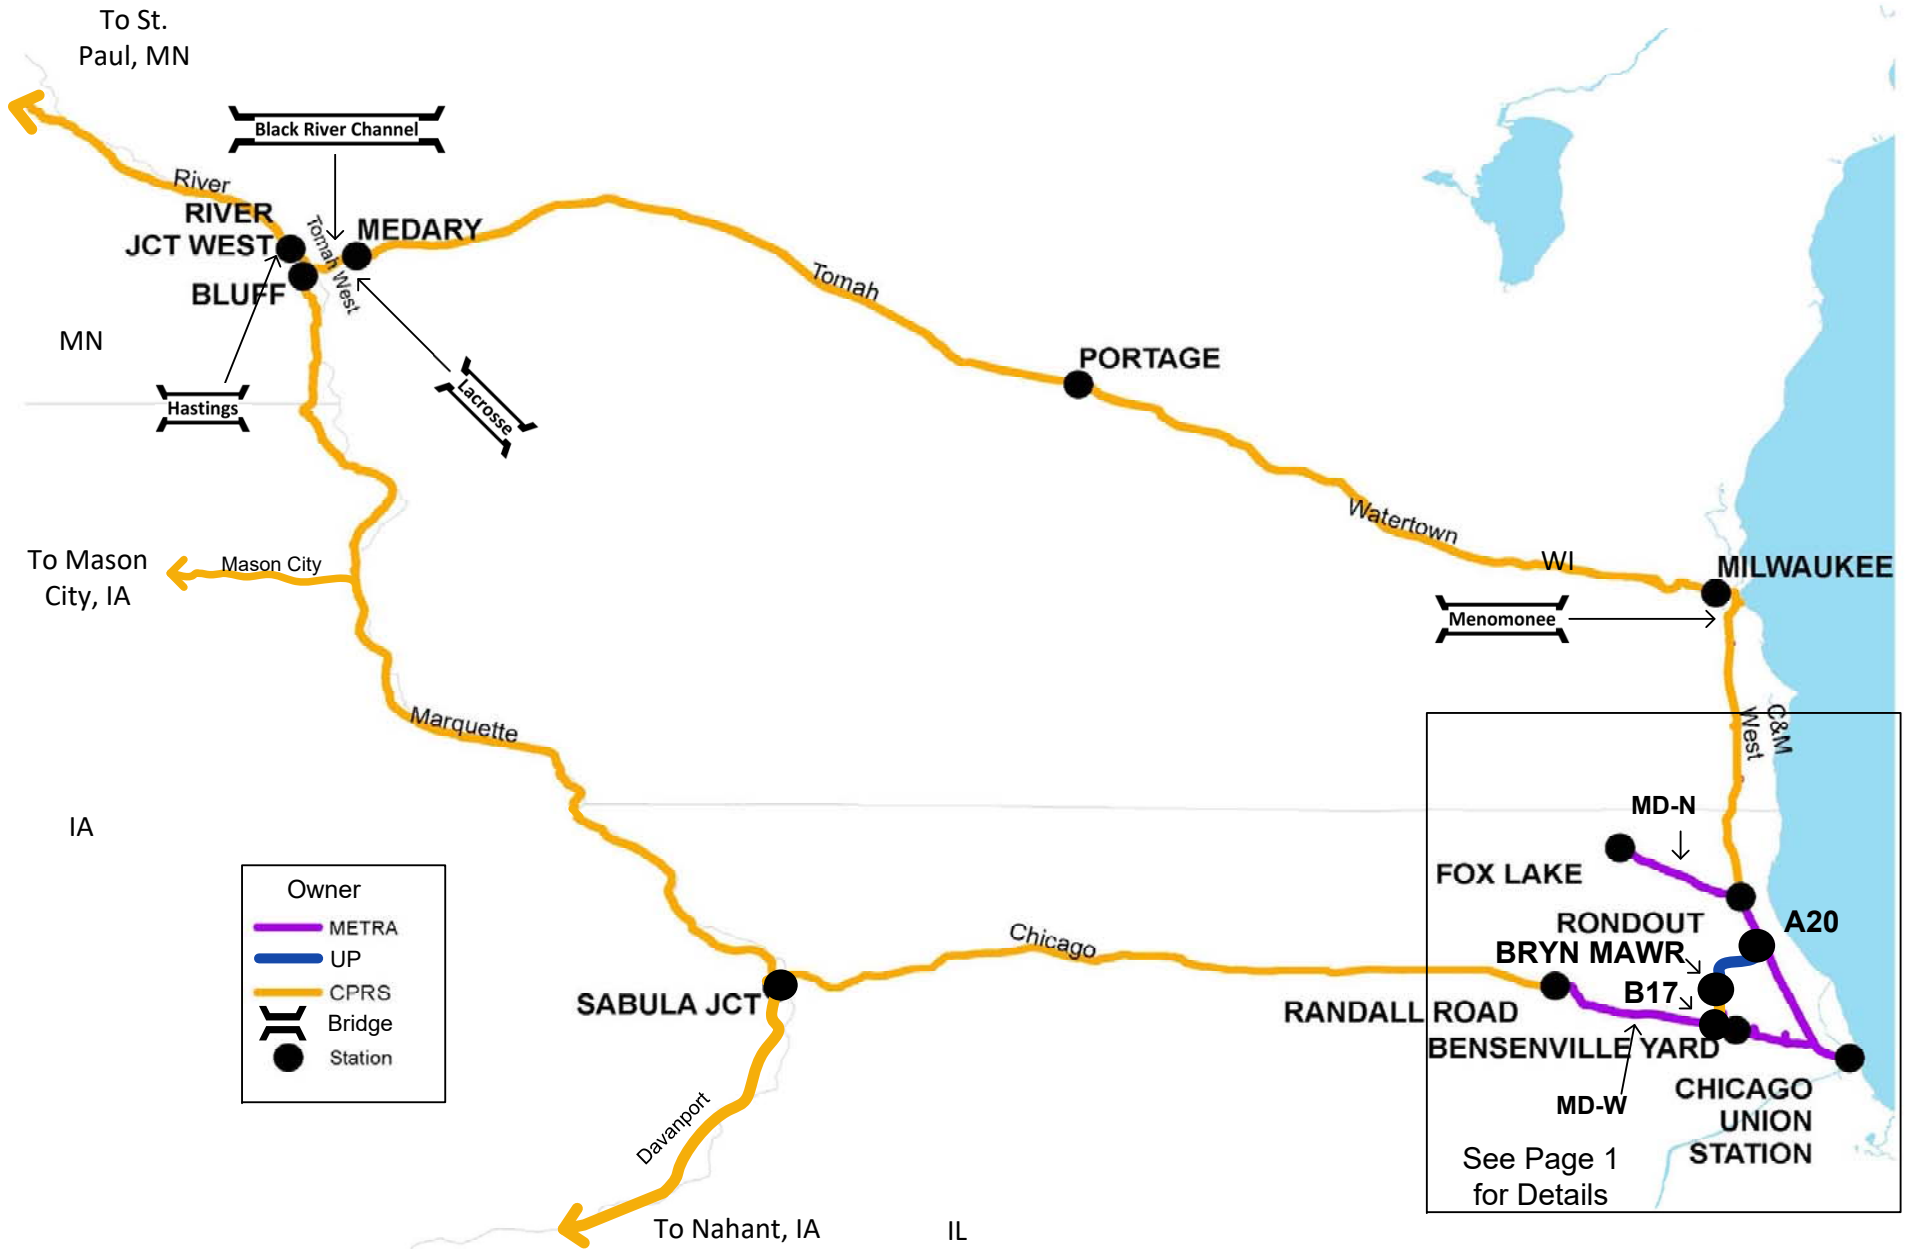 To St.
Paul, MN
Black River Channel
River
RIVER
JCT WEST
MEDARY
Tomah West
BLUFF
Tomah
MN
Hastings
Lacrosse
PORTAGE
Watertown
WI
MILWAUKEE
Menomonee
To Mason
City, IA
Mason City
Marquette
C&M
West
IA
MD-N
FOX LAKE
RONDOUT
A20
BRYN MAWR
B17
Owner
METRA
UP
CPRS
Bridge
Station
Chicago
SABULA JCT
RANDALL ROAD
BENSENVILLE YARD
MD-W
CHICAGO
UNION
STATION
Davanport
See Page 1
for Details
To Nahant, IA
IL